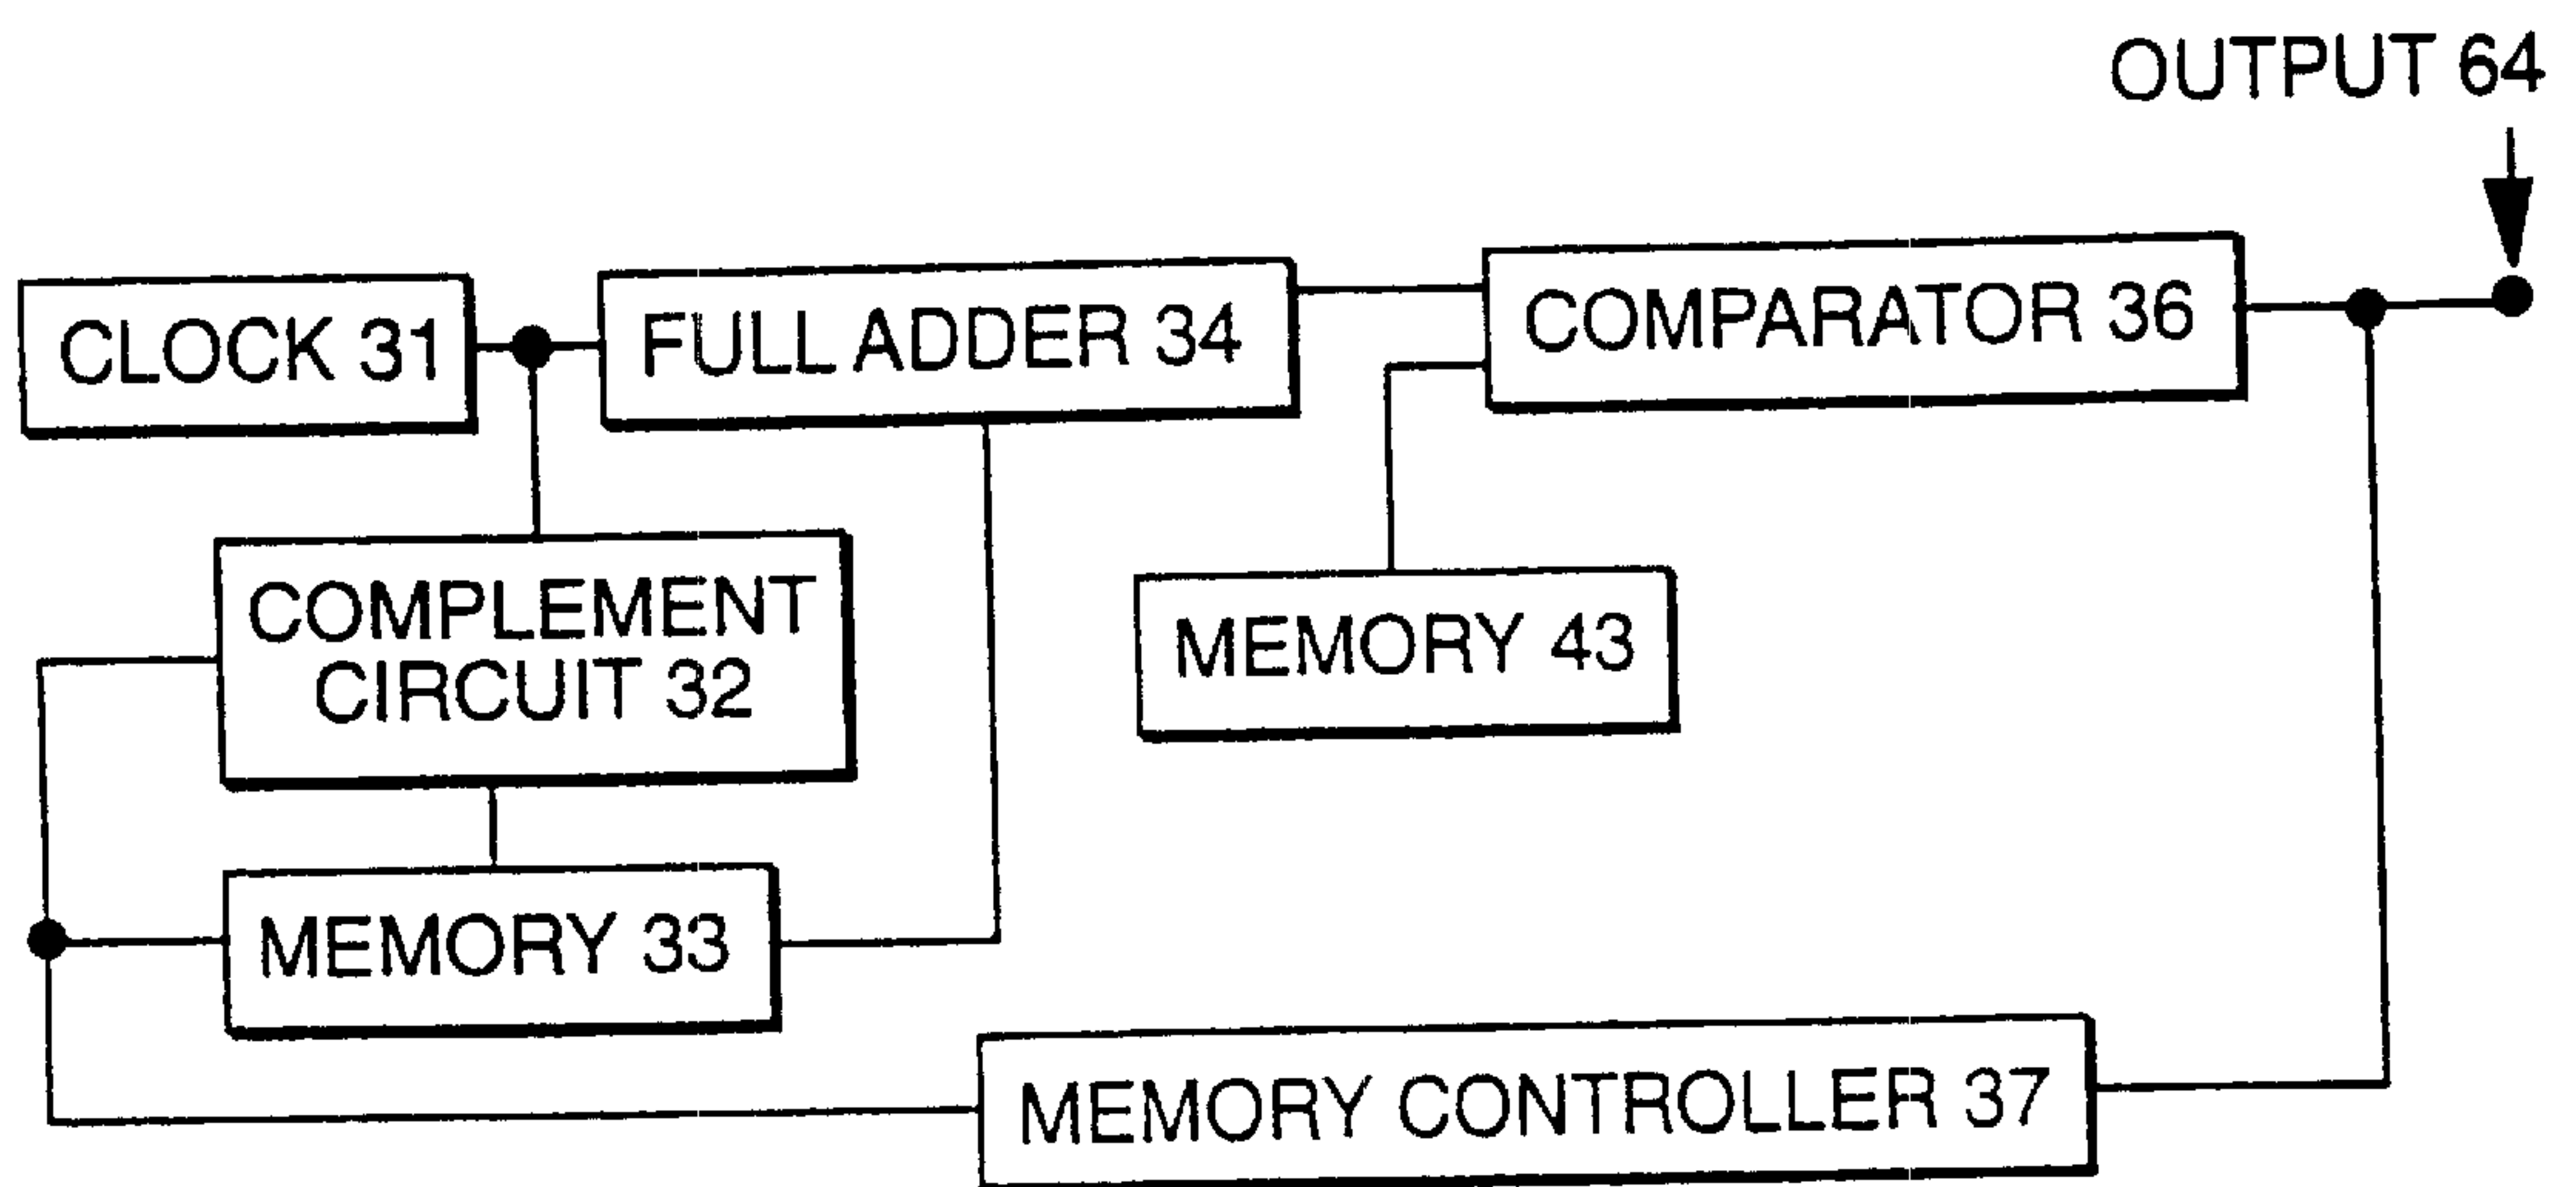 OUTPUT 64
CLOCK 31
FULL ADDER 34
COMPARATOR 36
COMPLEMENT
CIRCUIT 32
MEMORY 43
MEMORY 33
MEMORY CONTROLLER 37